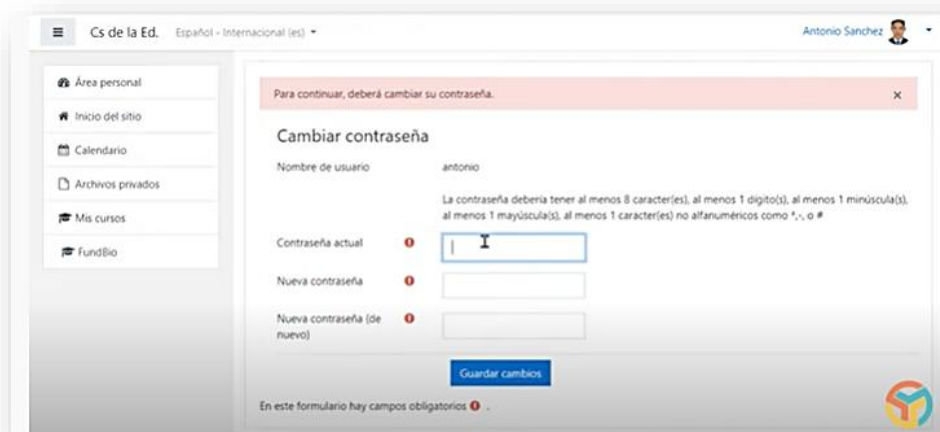 Cs de la Ed. Español - Internacional (es)
Antonio Sanchez
Área personal
Inicio del sitio
Calendario
Archivos privados
Mis cursos
FundBio
Para continuar, deberá cambiar su contraseña. ×
Cambiar contraseña
Nombre de usuario antonio
La contraseña debería tener al menos 8 caracter(es), al menos 1 dígito(s), al menos 1 minúscula(s),
al menos 1 mayúscula(s), al menos 1 caracter(es) no alfanuméricos como *,-, o #
Contraseña actual
Nueva contraseña
Nueva contraseña (de
nuevo)
Guardar cambios
En este formulario hay campos obligatorios .